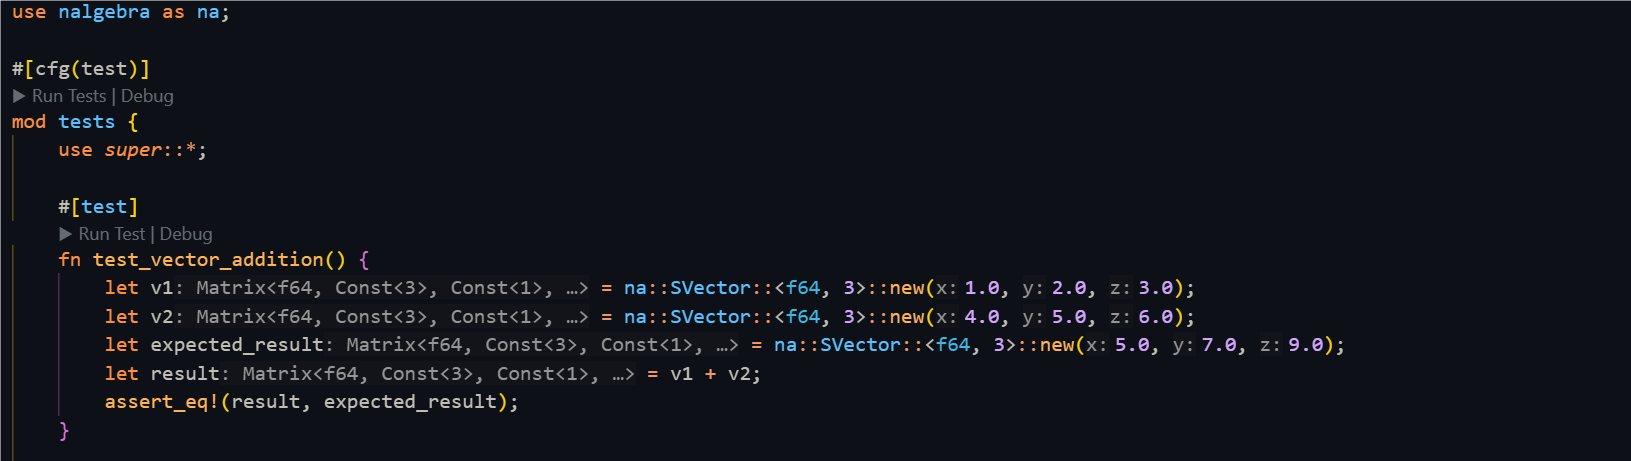 use nalgebra as na;
#[cfg(test)]
▶ Run Tests | Debug
mod tests {
use super::*;
#[test]
▶ Run Test | Debug
fn test_vector_addition() {
let v1: Matrix<f64, Const<3>, Const<1>, …> = na::SVector::<f64, 3>::new(x: 1.0, y: 2.0, z: 3.0);
let v2: Matrix<f64, Const<3>, Const<1>, …> = na::SVector::<f64, 3>::new(x: 4.0, y: 5.0, z: 6.0);
let expected_result: Matrix<f64, Const<3>, Const<1>, …> = na::SVector::<f64, 3>::new(x: 5.0, y: 7.0, z: 9.0);
let result: Matrix<f64, Const<3>, Const<1>, …> = v1 + v2;
assert_eq!(result, expected_result);
}